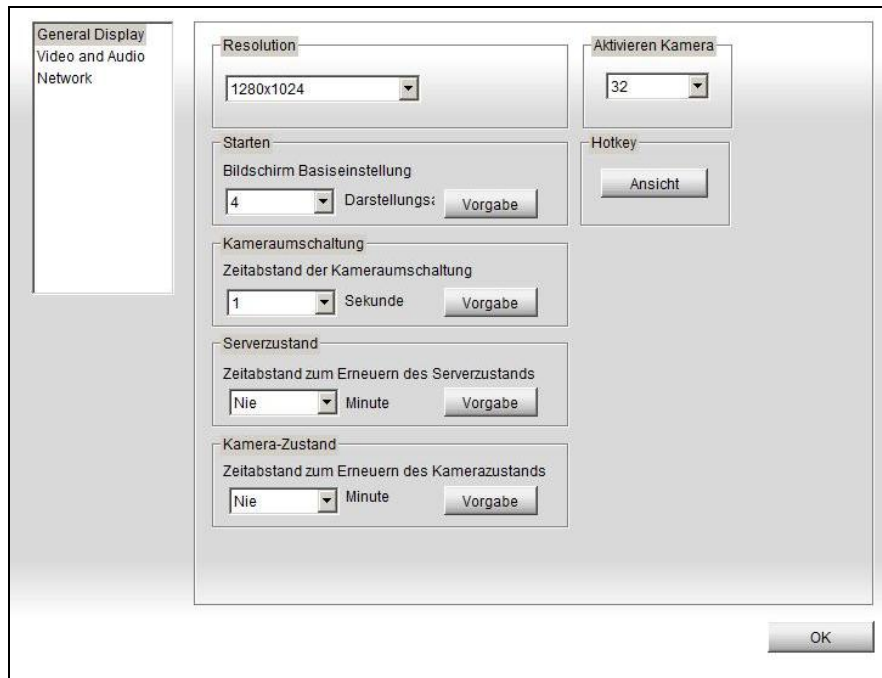 General Display
Video and Audio
Network
Resolution
1280x1024
Aktivieren Kamera
32
Starten
Bildschirm Basiseinstellung
4 Darstellungsa Vorgabe
Hotkey
Ansicht
Kameraumschaltung
Zeitabstand der Kameraumschaltung
1 Sekunde Vorgabe
Serverzustand
Zeitabstand zum Erneuern des Serverzustands
Nie Minute Vorgabe
Kamera-Zustand
Zeitabstand zum Erneuern des Kamerazustands
Nie Minute Vorgabe
OK